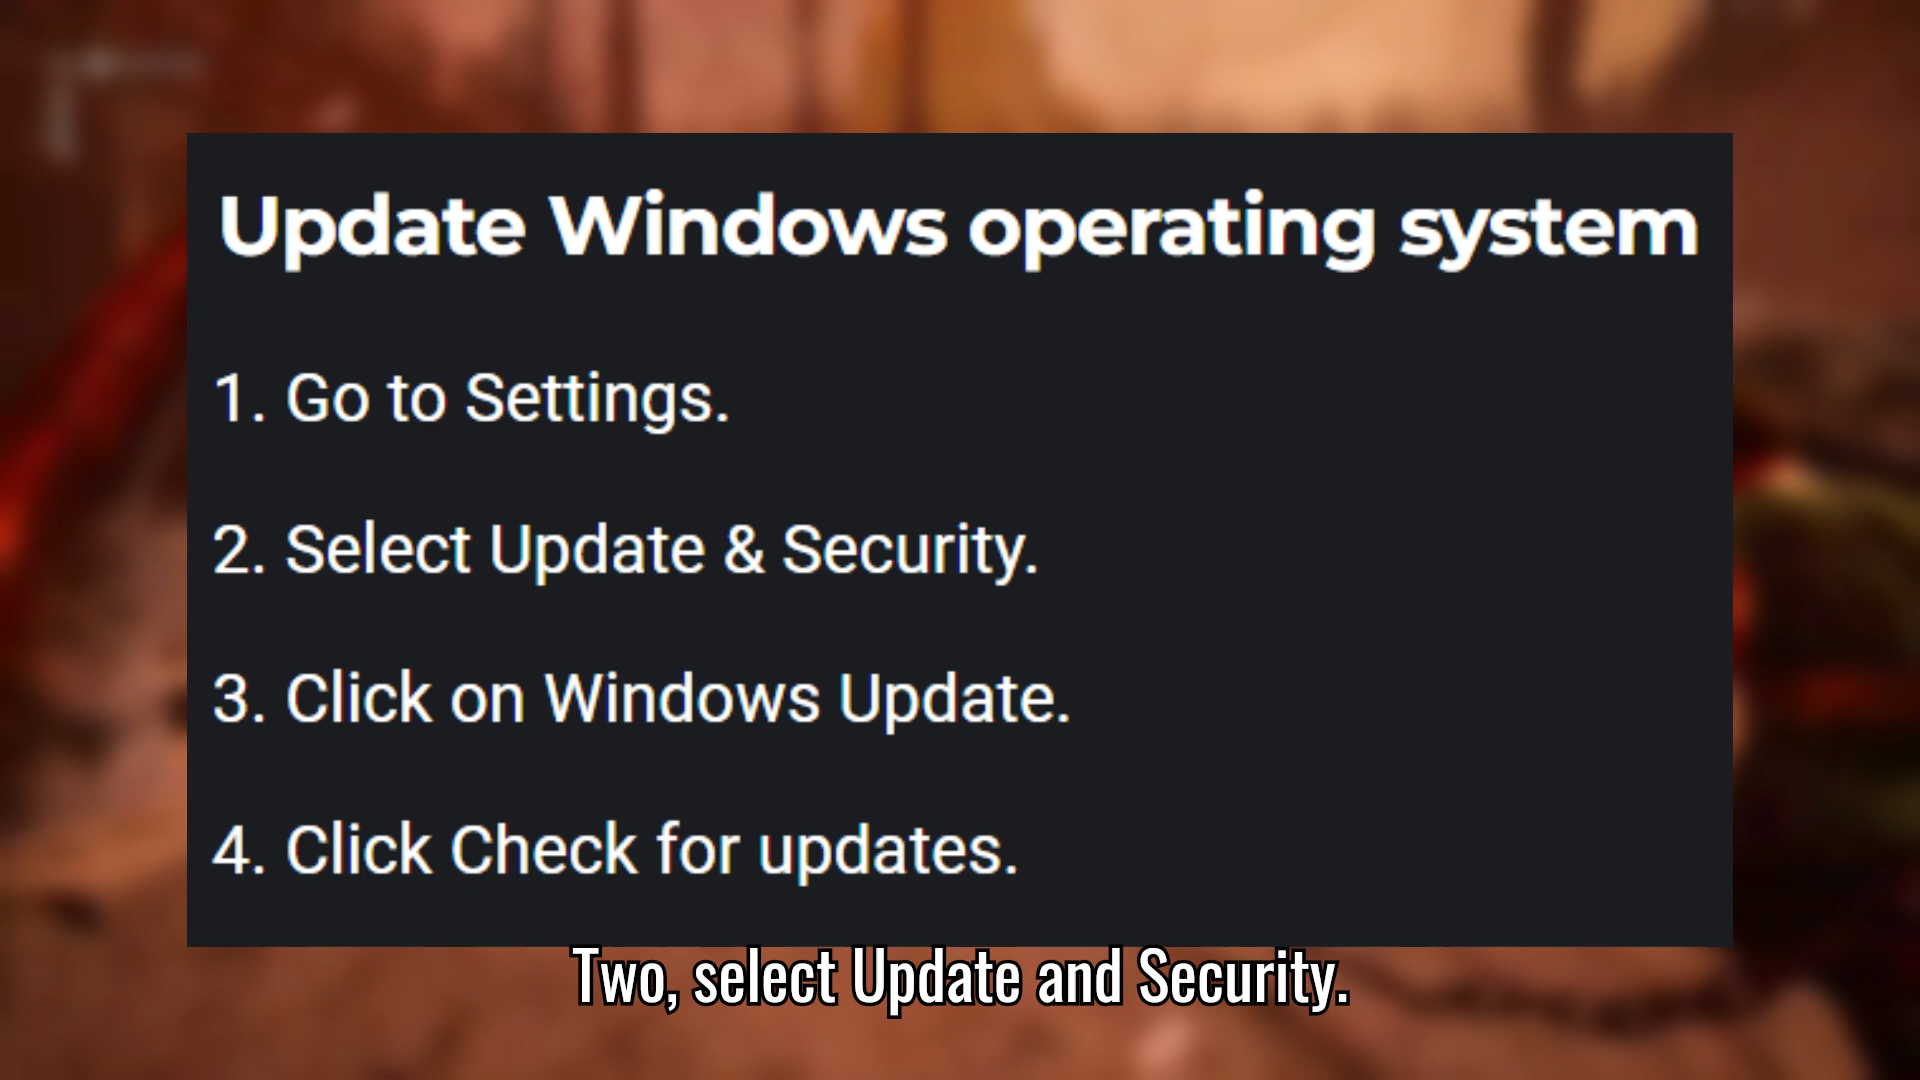 Update Windows operating system
1. Go to Settings.
2. Select Update & Security.
3. Click on Windows Update.
4. Click Check for updates.
Two, select Update and Security.